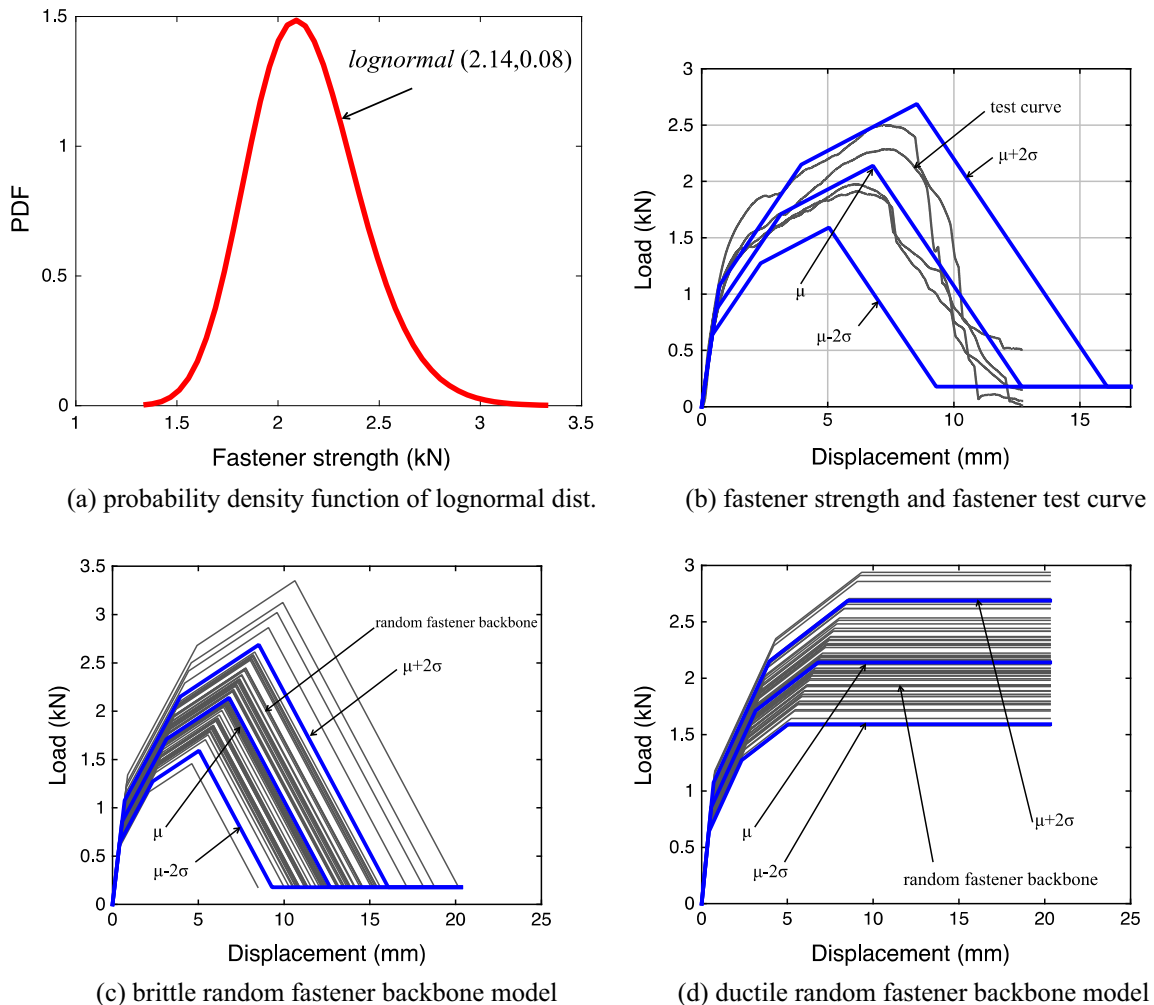 1.5
1
0.5
0
1
1.5
2
2.5
3
3.5
PDF
Fastener strength (kN)
lognormal (2.14,0.08)
(a) probability density function of lognormal dist.
3
2.5
2
1.5
1
0.5
0
0
5
10
15
Load (kN)
Displacement (mm)
test curve
μ+2σ
μ
μ-2σ
(b) fastener strength and fastener test curve
3.5
3
2.5
2
1.5
1
0.5
0
0
5
10
15
20
25
Load (kN)
Displacement (mm)
random fastener backbone
μ+2σ
μ
μ-2σ
(c) brittle random fastener backbone model
3
2.5
2
1.5
1
0.5
0
0
5
10
15
20
25
Load (kN)
Displacement (mm)
μ
μ+2σ
μ-2σ
random fastener backbone
(d) ductile random fastener backbone model